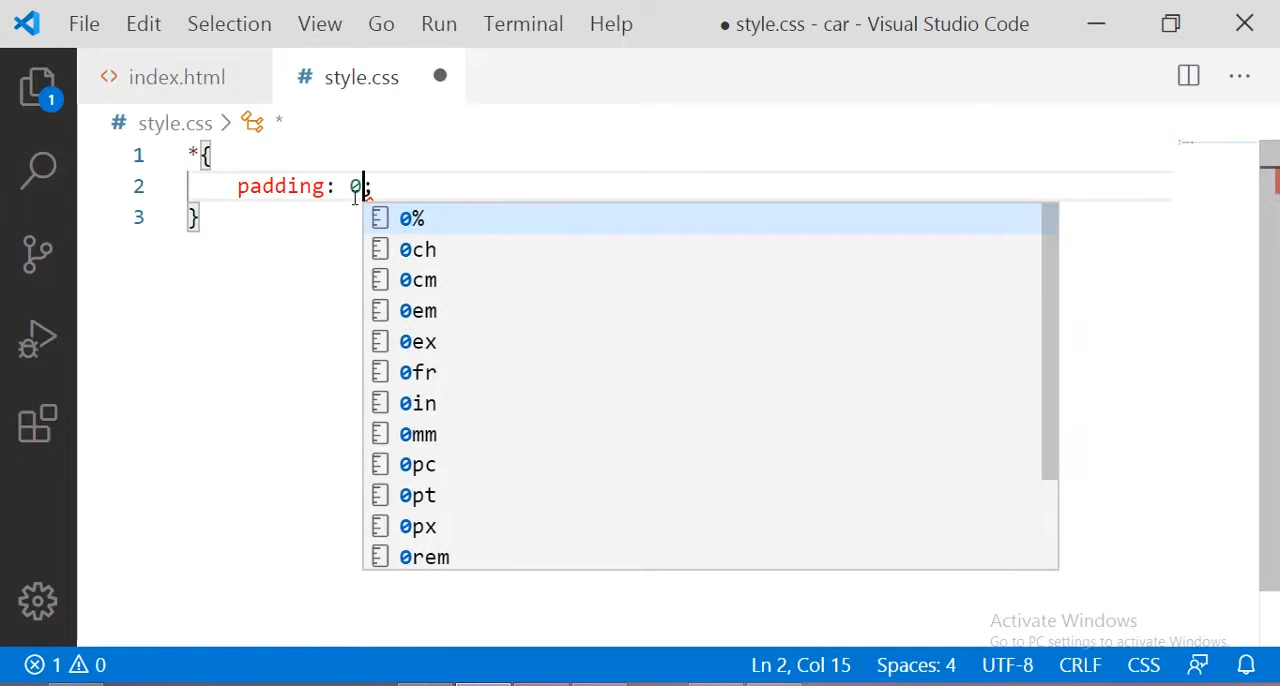 File Edit Selection View Go Run Terminal Help ● style.css - car - Visual Studio Code
1 <> index.html # style.css ●
# style.css > *
1 *{
2 padding: 0;
3 }
0%
0ch
0cm
0em
0ex
0fr
0in
0mm
0pc
0pt
0px
0rem
Activate Windows
Go to PC settings to activate Windows.
1 0 Ln 2, Col 15 Spaces: 4 UTF-8 CRLF CSS